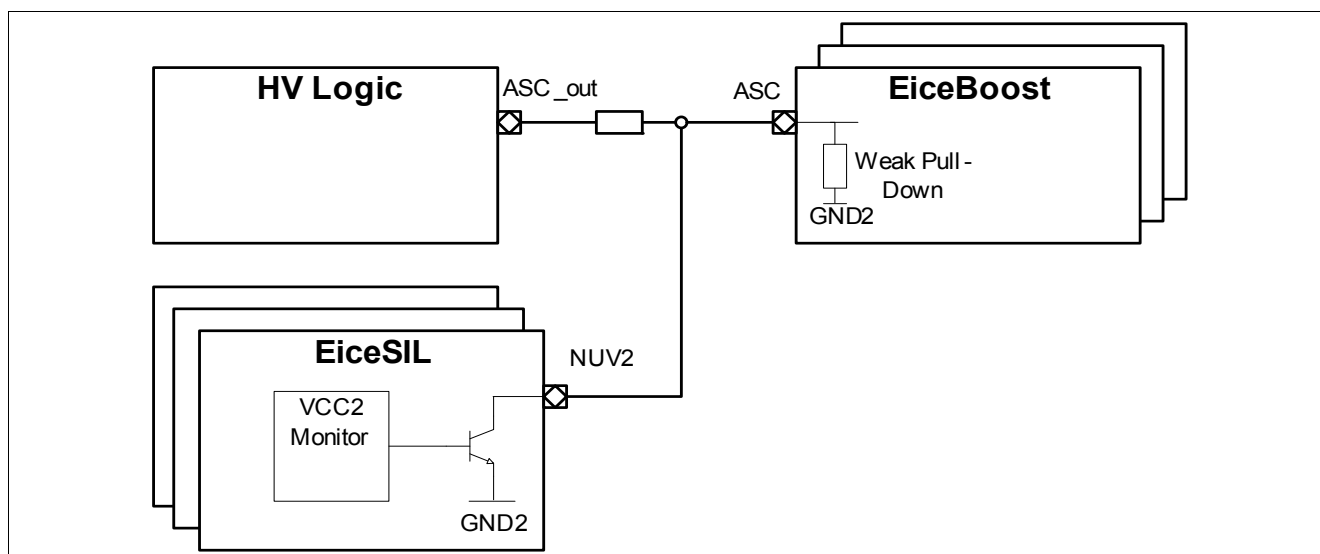 HV Logic
ASC_out
ASC
EiceBoost
Weak Pull -
Down
GND2
EiceSIL
NUV2
VCC2
Monitor
GND2